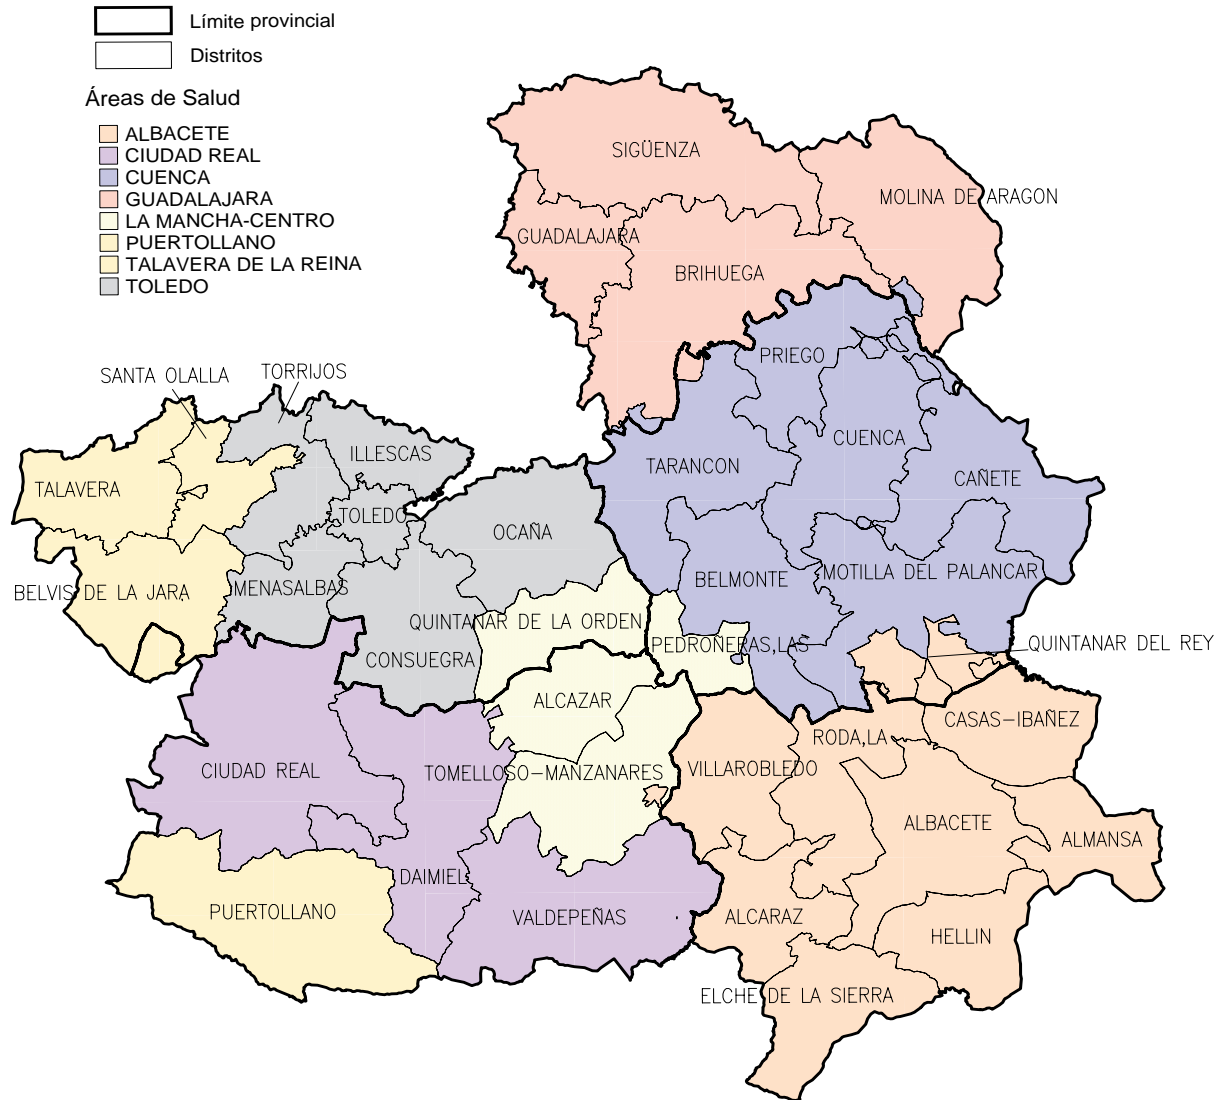 Límite provincial
Distritos
Áreas de Salud
ALBACETE
CIUDAD REAL
CUENCA
GUADALAJARA
LA MANCHA-CENTRO
PUERTOLLANO
TALAVERA DE LA REINA
TOLEDO
SIGÜENZA
MOLINA DE ARAGON
GUADALAJARA
BRIHUEGA
PRIEGO
SANTA OLALLA
TORRIJOS
CUENCA
ILLESCAS
TARANCON
CAÑETE
TALAVERA
TOLEDO
OCAÑA
MOTILLA DEL PALANCAR
BELMONTE
MENASALBAS
BELVIS DE LA JARA
QUINTANAR DE LA ORDEN
PEDROÑERAS,LAS
QUINTANAR DEL REY
CONSUEGRA
ALCAZAR
CASAS-IBAÑEZ
RODA,LA
CIUDAD REAL
TOMELLOSO-MANZANARES
VILLAROBLEDO
ALBACETE
ALMANSA
DAIMIEL
PUERTOLLANO
VALDEPEÑAS
ALCARAZ
HELLIN
ELCHE DE LA SIERRA